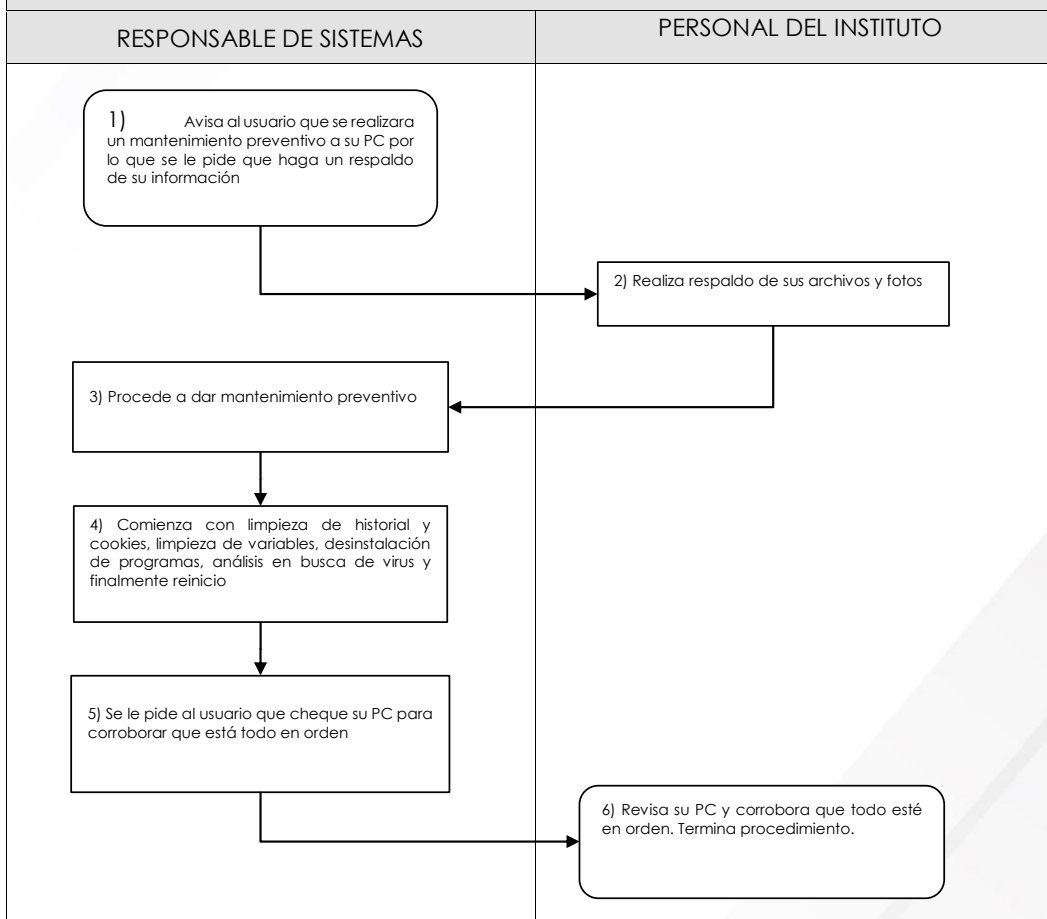 RESPONSABLE DE SISTEMAS
PERSONAL DEL INSTITUTO
1) Avisa al usuario que se realizara
un mantenimiento preventivo a su PC por
lo que se le pide que haga un respaldo
de su información
2) Realiza respaldo de sus archivos y fotos
3) Procede a dar mantenimiento preventivo
4) Comienza con limpieza de historial y
cookies, limpieza de variables, desinstalación
de programas, análisis en busca de virus y
finalmente reinicio
5) Se le pide al usuario que cheque su PC para
corroborar que está todo en orden
6) Revisa su PC y corrobora que todo esté
en orden. Termina procedimiento.